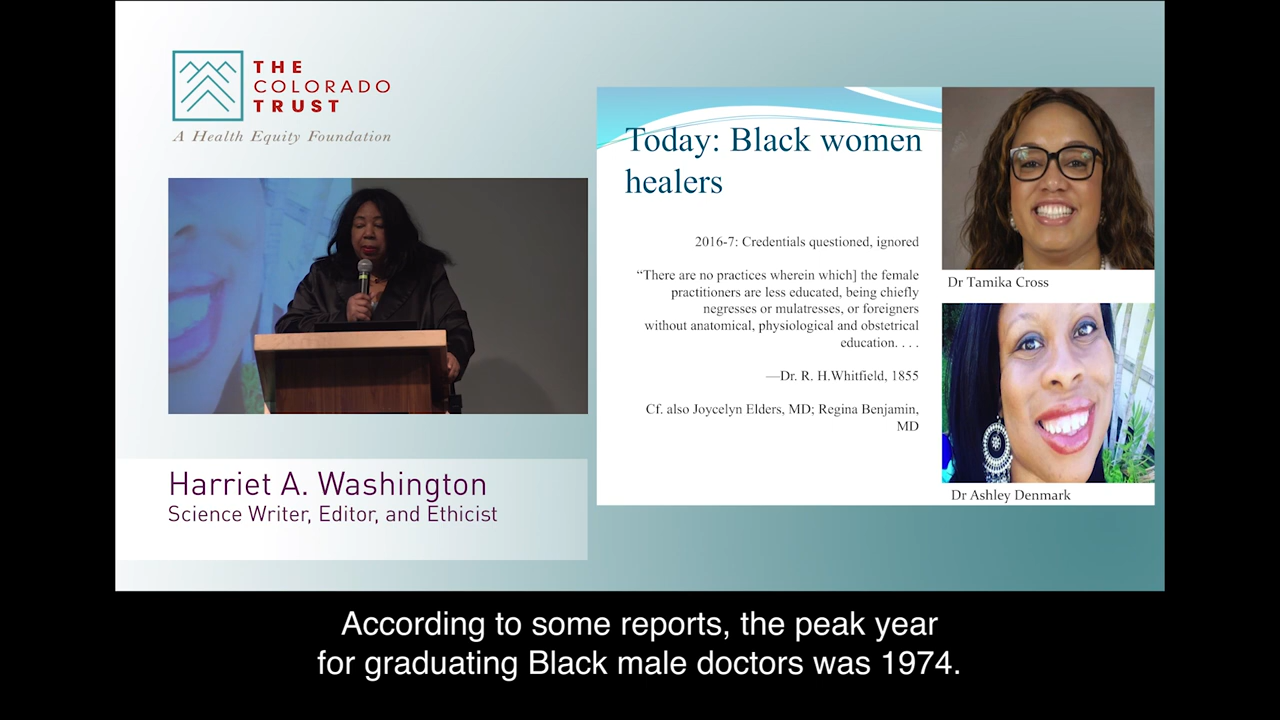 THE
COLORADO
TRUST
A Health Equity Foundation
Today: Black women
healers
2016-7: Credentials questioned, ignored
“There are no practices wherein which] the female
practitioners are less educated, being chiefly
negresses or mulatresses, or foreigners
without anatomical, physiological and obstetrical
education. . . .
—Dr. R. H.Whitfield, 1855
Cf. also Joycelyn Elders, MD; Regina Benjamin,
MD
Dr Tamika Cross
Dr Ashley Denmark
Harriet A. Washington
Science Writer, Editor, and Ethicist
According to some reports, the peak year
for graduating Black male doctors was 1974.